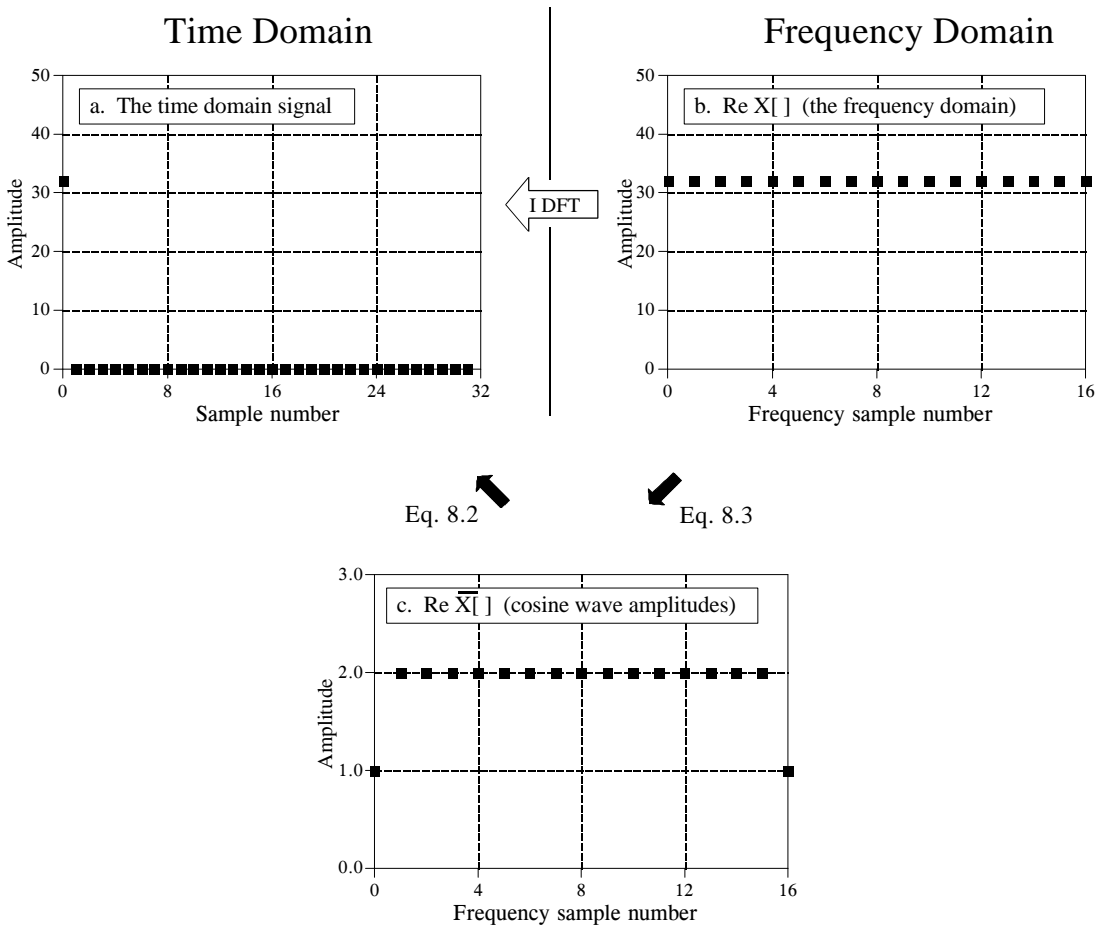 Time Domain
Frequency Domain
a. The time domain signal
50
40
30
20
10
0
0
8
16
24
32
Amplitude
Sample number
I DFT
b. Re X[ ] (the frequency domain)
50
40
30
20
10
0
0
4
8
12
16
Amplitude
Frequency sample number
Eq. 8.2
Eq. 8.3
c. Re X̅[ ] (cosine wave amplitudes)
3.0
2.0
1.0
0.0
0
4
8
12
16
Amplitude
Frequency sample number